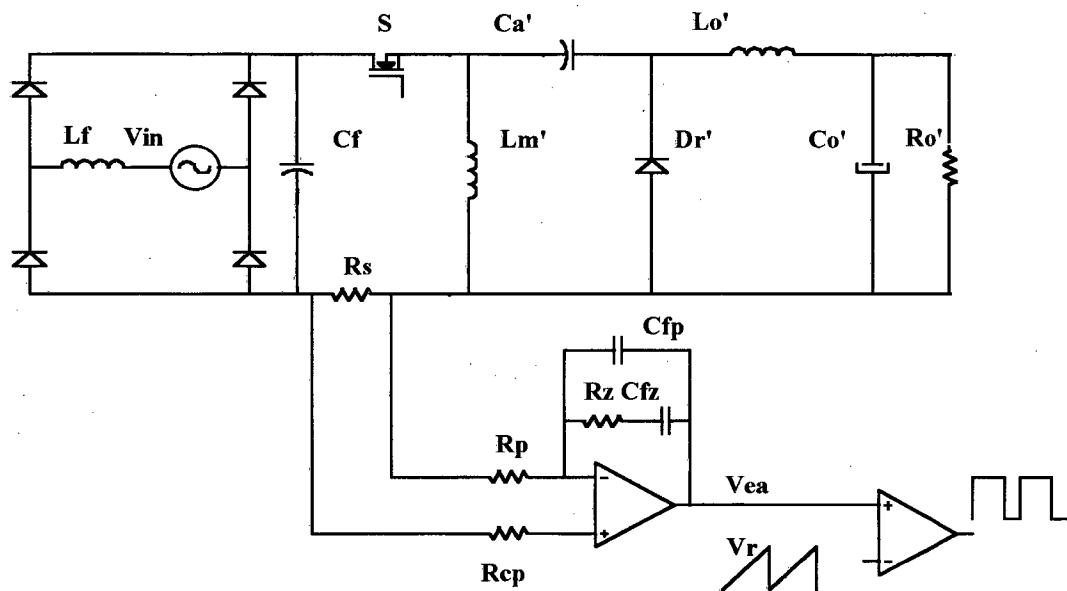 S
Ca'
Lo'
Lf
Vin
Cf
Lm'
Dr'
Co'
Ro'
Rs
Cfp
Rz Cfz
Rp
-
+
Vea
+
-
Vr
Rcp